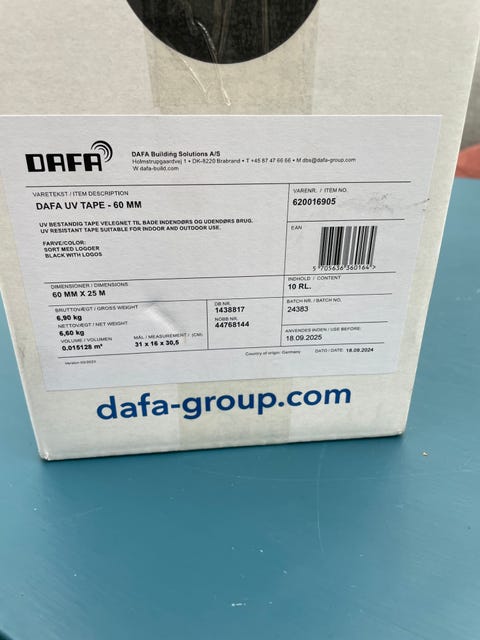 DAFA
DAFA Building Solutions A/S
Holmstrupgaardvej 1 • DK-8220 Brabrand • T +45 87 47 66 66 • M dbs@dafa-group.com
W dafa-build.com
VARETEKST / ITEM DESCRIPTION
DAFA UV TAPE - 60 MM
UV BESTANDIG TAPE VELEGNET TIL BÅDE INDENDØRS OG UDENDØRS BRUG.
UV RESISTANT TAPE SUITABLE FOR INDOOR AND OUTDOOR USE.
FARVE/COLOR:
SORT MED LOGOER
BLACK WITH LOGOS
VARENR. / ITEM NO.
620016905
EAN
5 705636 360164 >
DIMENSIONER / DIMENSIONS
60 MM X 25 M
INDHOLD / CONTENT
10 RL.
BRUTTOVÆGT / GROSS WEIGHT
6,90 kg
NETTOVÆGT / NET WEIGHT
6,60 kg
VOLUME / VOLUMEN
0.015128 m³
MÅL / MEASUREMENT / (CM):
31 x 16 x 30,5
DB NR.
1438817
NOBB NR.
44768144
BATCH NR. / BATCH NO.
24383
ANVENDES INDEN / USE BEFORE:
18.09.2025
Version 03/2023
Country of origin: Germany
DATO / DATE: 18.09.2024
dafa-group.com